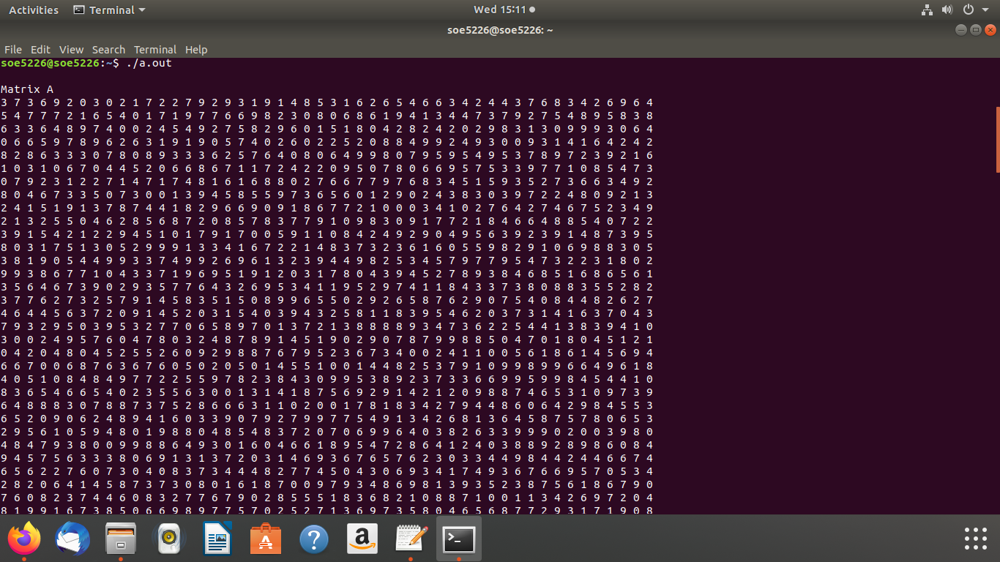 Activities Terminal Wed 15:11
soe5226@soe5226: ~
File Edit View Search Terminal Help
soe5226@soe5226:~$ ./a.out
Matrix A
3 7 3 6 9 2 0 3 0 2 1 7 2 2 7 9 2 9 3 1 9 1 4 8 5 3 1 6 2 6 5 4 6 6 3 4 2 4 4 3 7 6 8 3 4 2 6 9 6 4
5 4 7 7 7 2 1 6 5 4 0 1 7 1 9 7 7 6 6 9 8 2 3 0 8 0 6 8 6 1 9 4 1 3 4 4 7 3 7 9 2 7 5 4 8 9 5 8 3 8
6 3 3 6 4 8 9 7 4 0 0 2 4 5 4 9 2 7 5 8 2 9 6 0 1 5 1 8 0 4 2 8 2 4 2 0 2 9 8 3 1 3 0 9 9 9 3 0 6 4
0 6 6 5 9 7 8 9 6 2 6 3 1 9 1 9 0 5 7 4 0 2 6 0 2 2 5 2 0 8 8 4 9 9 2 4 9 3 0 0 9 3 1 4 1 6 4 2 4 2
8 2 8 6 3 3 3 0 7 8 0 8 9 3 3 3 6 2 5 7 6 4 0 8 0 6 4 9 9 8 0 7 9 5 9 5 4 9 5 3 7 8 9 7 2 3 9 2 1 6
1 0 3 1 0 6 7 0 4 4 5 2 0 6 6 8 6 7 1 1 7 2 4 2 2 0 9 5 0 7 8 0 6 6 9 5 7 5 3 3 9 7 7 1 0 8 5 4 7 3
0 7 9 2 3 1 2 2 7 1 4 7 1 7 4 8 1 6 1 6 8 8 0 2 7 6 6 7 7 9 7 6 8 3 4 5 1 5 9 3 5 2 7 3 6 6 3 4 9 2
8 0 4 6 7 3 3 5 0 7 3 0 0 1 3 9 4 5 8 5 5 9 7 3 6 5 6 0 1 2 9 0 2 4 3 8 3 0 3 9 7 2 2 4 8 0 9 2 1 3
2 4 1 5 1 9 1 3 7 8 7 4 4 1 8 2 9 6 6 9 0 9 1 8 6 7 7 2 1 0 0 0 3 4 1 0 2 7 6 4 2 7 4 6 7 5 2 3 4 9
2 1 3 2 5 5 0 4 6 2 8 5 6 8 7 2 0 8 5 7 8 3 7 7 9 1 0 9 8 3 0 9 1 7 7 2 1 8 4 6 6 4 8 8 5 4 0 7 2 2
3 9 1 5 4 2 1 2 2 9 4 5 1 0 1 7 9 1 7 0 0 5 9 1 1 0 8 4 2 4 9 2 9 0 4 9 5 6 3 9 2 3 9 1 4 8 7 3 9 5
8 0 3 1 7 5 1 3 0 5 2 9 9 9 1 3 3 4 1 6 7 2 2 1 4 8 3 7 3 2 3 6 1 6 0 5 5 9 8 2 9 1 0 6 9 8 8 3 0 5
3 8 1 9 0 5 4 4 9 9 3 3 7 4 9 9 2 6 9 6 1 3 2 3 9 4 4 9 8 2 5 3 4 5 7 9 7 7 9 5 4 7 3 2 2 3 1 8 0 2
9 9 3 8 6 7 7 1 0 4 3 3 7 1 9 6 9 5 1 9 1 2 0 3 1 7 8 0 4 3 9 4 5 2 7 8 9 3 8 4 6 8 5 1 6 8 6 5 6 1
3 5 6 4 6 7 3 9 0 2 9 3 5 7 7 6 4 3 2 6 9 5 3 4 1 1 9 5 2 9 7 4 1 1 8 4 3 3 7 3 8 0 8 8 3 5 5 2 8 2
3 7 7 6 2 7 3 2 5 7 9 1 4 5 8 3 5 1 5 0 8 9 9 6 5 5 0 2 9 2 6 5 8 7 6 2 9 0 7 5 4 0 8 4 4 8 2 6 2 7
4 6 4 4 5 6 3 7 2 0 9 1 4 5 2 0 3 1 5 4 0 3 9 4 3 2 5 8 1 1 8 3 9 5 4 6 2 0 3 7 3 1 4 1 6 3 7 0 4 3
7 9 3 2 9 5 0 3 9 5 3 2 7 7 0 6 5 8 9 7 0 1 3 7 2 1 3 8 8 8 8 9 3 4 7 3 6 2 2 5 4 4 1 3 8 3 9 4 1 0
3 0 0 2 4 9 5 7 6 0 4 7 8 0 3 2 4 8 7 8 9 1 4 5 1 9 0 2 9 0 7 8 7 9 9 8 8 5 0 4 7 0 1 8 0 4 5 1 2 1
0 4 2 0 4 8 0 4 5 2 5 5 2 6 0 9 2 9 8 8 7 6 7 9 5 2 3 6 7 3 4 0 0 2 4 1 1 0 0 5 6 1 8 6 1 4 5 6 9 4
6 6 7 0 0 6 8 7 6 3 6 7 6 0 5 0 2 0 5 0 1 4 5 5 1 0 0 1 4 4 8 2 5 3 7 9 1 0 9 9 8 9 9 6 6 4 9 6 1 8
4 0 5 1 0 8 4 8 4 9 7 7 2 2 5 5 9 7 8 2 3 8 4 3 0 9 9 5 3 8 9 2 3 7 3 3 6 6 9 9 5 9 9 8 4 5 4 4 1 0
8 3 6 5 4 6 6 5 4 0 2 3 5 5 6 3 0 0 1 3 1 4 1 8 7 5 6 9 2 9 1 4 2 1 2 0 9 8 8 7 4 6 5 3 1 0 9 7 3 9
6 4 8 8 8 3 0 7 8 8 7 3 7 5 2 8 6 6 6 3 1 1 0 2 0 0 1 7 8 1 8 3 4 2 7 9 4 4 8 6 0 6 4 2 9 8 4 5 5 3
6 5 2 0 9 0 6 2 4 8 9 4 1 6 0 3 3 9 0 7 9 2 7 9 9 7 7 5 4 9 1 3 4 2 6 8 1 3 6 4 5 8 7 5 7 8 0 6 5 3
2 9 5 6 1 0 5 9 4 8 0 1 9 8 8 0 4 8 5 4 8 3 7 2 0 7 0 6 9 9 6 4 0 3 8 2 6 3 3 9 9 9 0 2 0 0 3 9 8 0
4 8 4 7 9 3 8 0 0 9 9 8 8 6 4 9 3 0 1 6 0 4 6 6 1 8 9 5 4 7 2 8 6 4 1 2 4 0 3 8 8 9 2 8 9 8 6 0 8 4
9 4 5 7 5 6 3 3 3 8 0 6 9 1 3 1 3 7 2 0 3 1 4 6 9 3 6 7 6 5 7 6 2 3 0 3 3 4 4 9 8 4 4 2 4 4 6 6 7 4
6 5 6 2 2 7 6 0 7 3 0 4 0 8 3 7 3 4 4 4 8 2 7 7 4 5 0 4 3 0 6 9 3 4 1 7 4 9 3 6 7 6 6 9 5 7 0 5 3 4
2 8 2 0 6 4 1 4 5 8 7 3 7 3 0 8 0 1 6 1 8 7 0 0 9 7 9 3 4 8 6 9 8 1 3 9 3 5 2 3 8 7 5 6 1 8 6 7 9 0
7 6 0 8 2 3 7 4 4 6 0 8 3 2 7 7 6 7 9 0 2 8 5 5 5 1 8 3 6 8 2 1 0 8 8 7 1 0 0 1 1 3 4 2 6 9 7 2 0 4
8 1 9 9 1 6 7 3 8 5 0 6 6 9 8 9 7 7 5 7 0 2 5 2 7 1 3 6 9 7 3 5 8 0 4 6 5 6 8 7 7 2 9 3 1 7 1 9 0 8